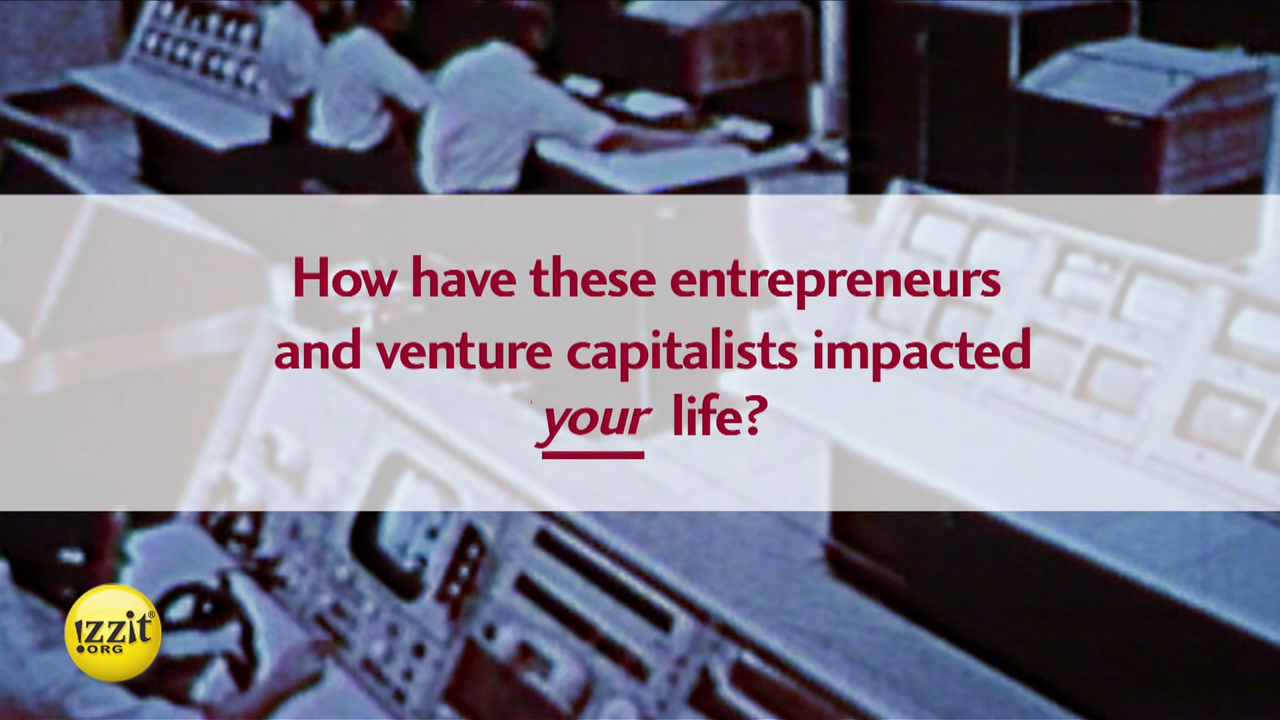 How have these entrepreneurs
and venture capitalists impacted
your life?
izzit®
.ORG